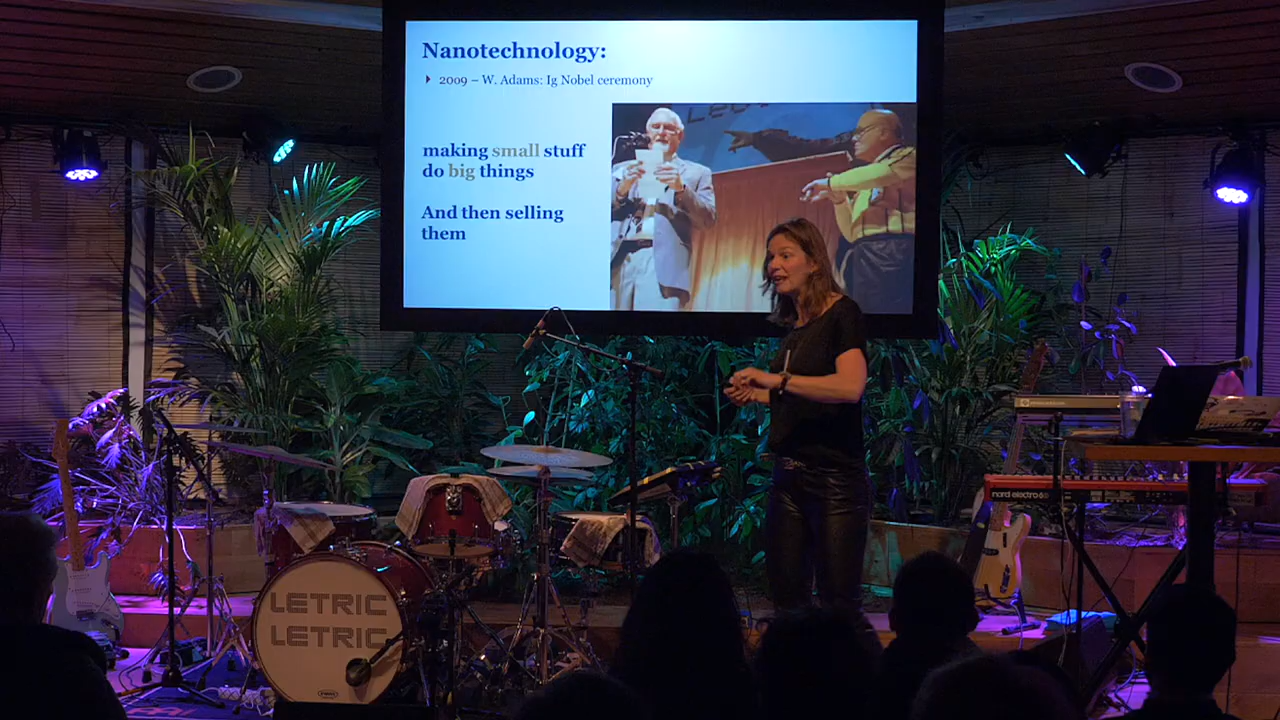 Nanotechnology:
2009 – W. Adams: Ig Nobel ceremony
making small stuff
do big things
And then selling
them
LETRIC
LETRIC
nord electro 6